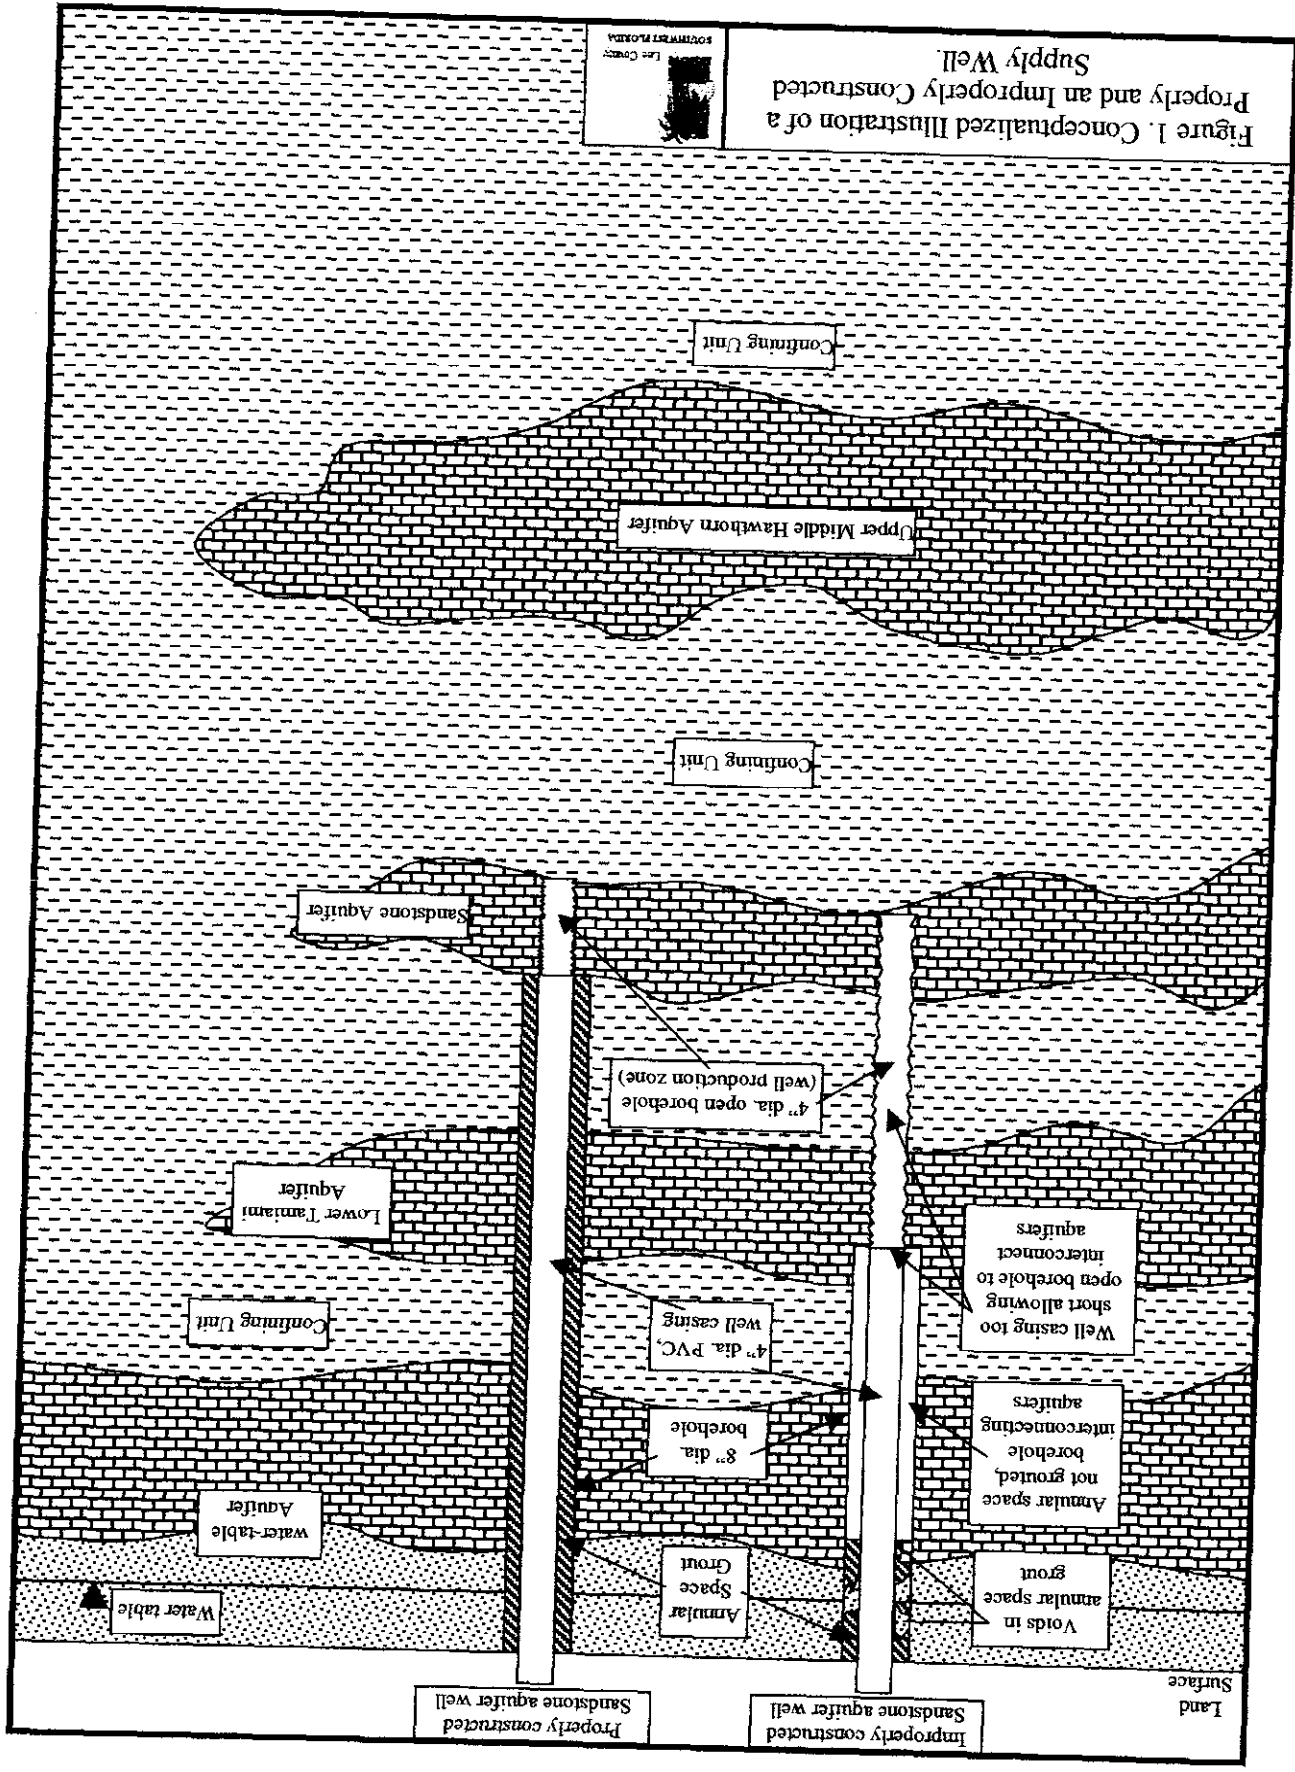 Land
Surface
Improperly constructed
Sandstone aquifer well
Properly constructed
Sandstone aquifer well
Voids in
annular space
grout
Annular
Space
Grout
Water table
water-table
Aquifer
Annular space
not grouted,
borehole
interconnecting
aquifers
8" dia.
borehole
Well casing too
short allowing
open borehole to
interconnect
aquifers
4" dia. PVC,
well casing
Confining Unit
Lower Tamiami
Aquifer
4" dia. open borehole
(well production zone)
Sandstone Aquifer
Confining Unit
Upper Middle Hawthorn Aquifer
Confining Unit
Figure 1. Conceptualized Illustration of a
Properly and an Improperly Constructed
Supply Well.
Lee County
SOUTHWEST FLORIDA